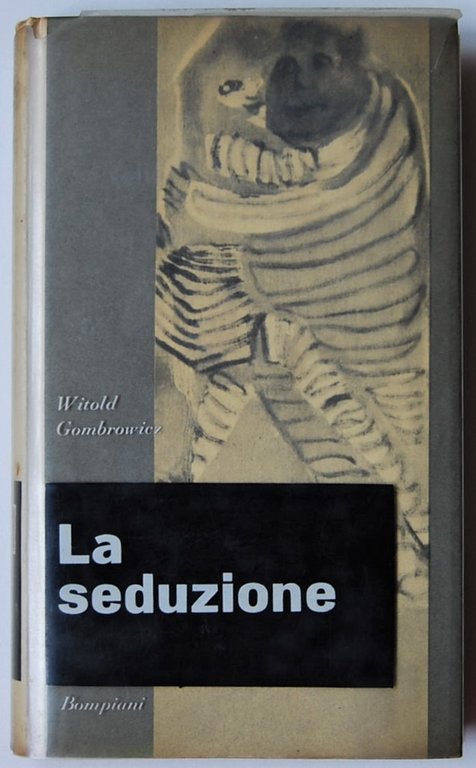 Witold
Gombrowicz
La
seduzione
Bompiani